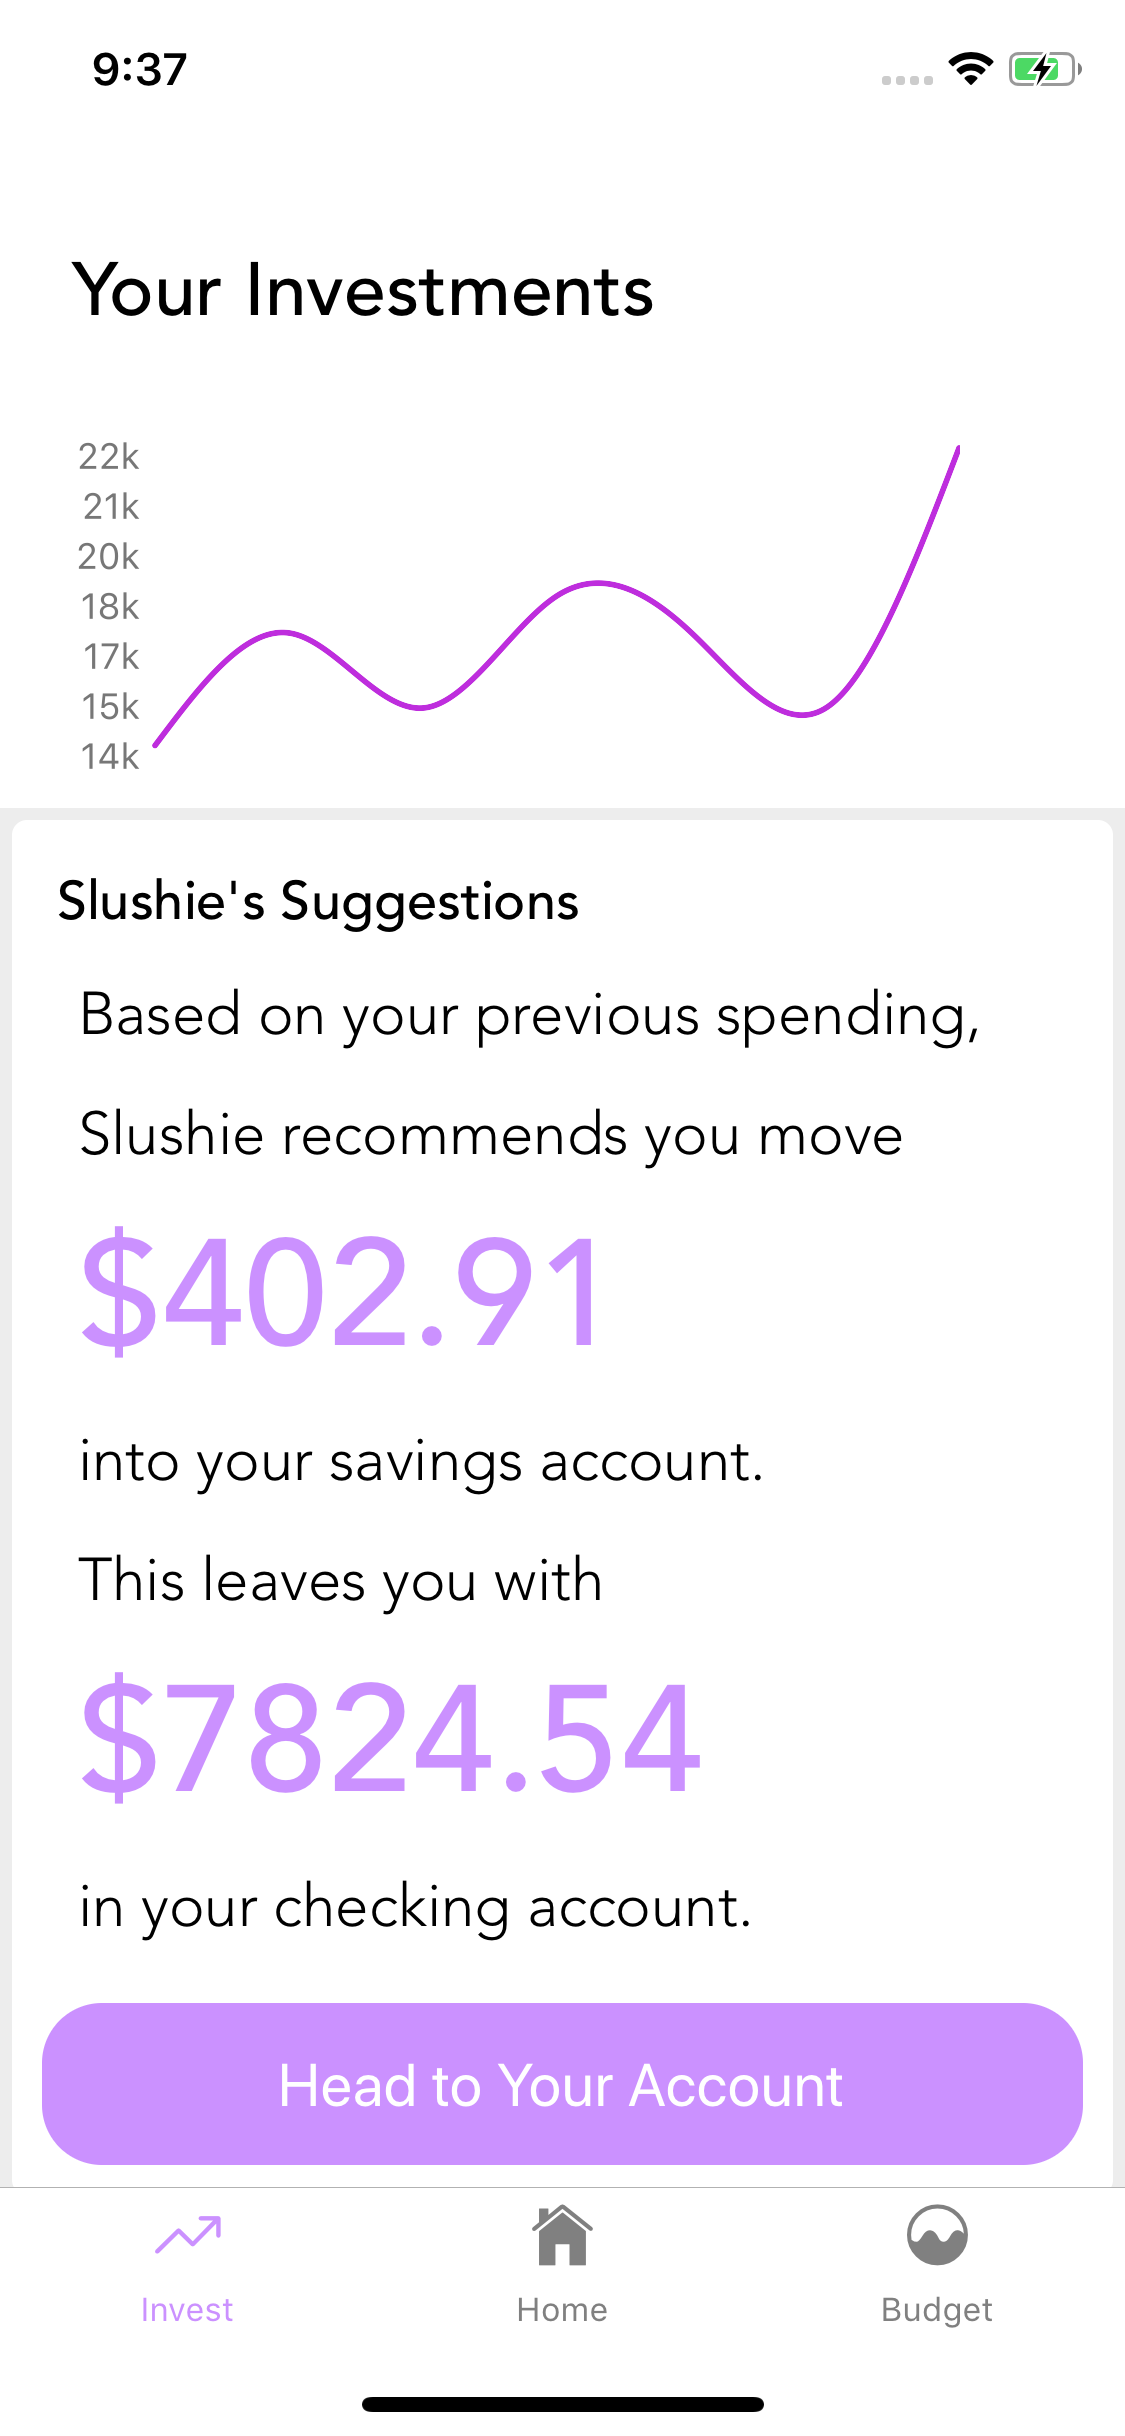 9:37
Your Investments
22k
21k
20k
18k
17k
15k
14k
Slushie's Suggestions
Based on your previous spending,
Slushie recommends you move
$402.91
into your savings account.
This leaves you with
$7824.54
in your checking account.
Head to Your Account
Invest
Home
Budget